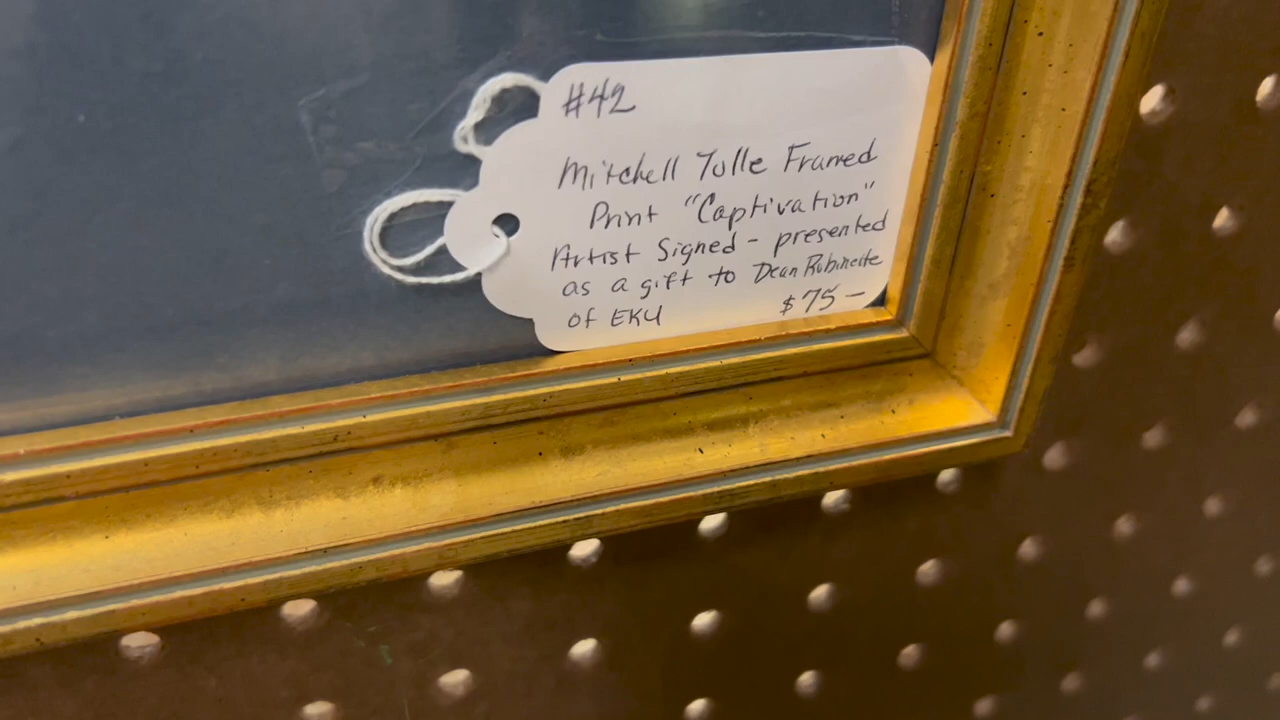 #42
Mitchell Tolle Framed
Print "Captivation"
Artist Signed - presented
as a gift to Dean Robinette
of EKU
$75-